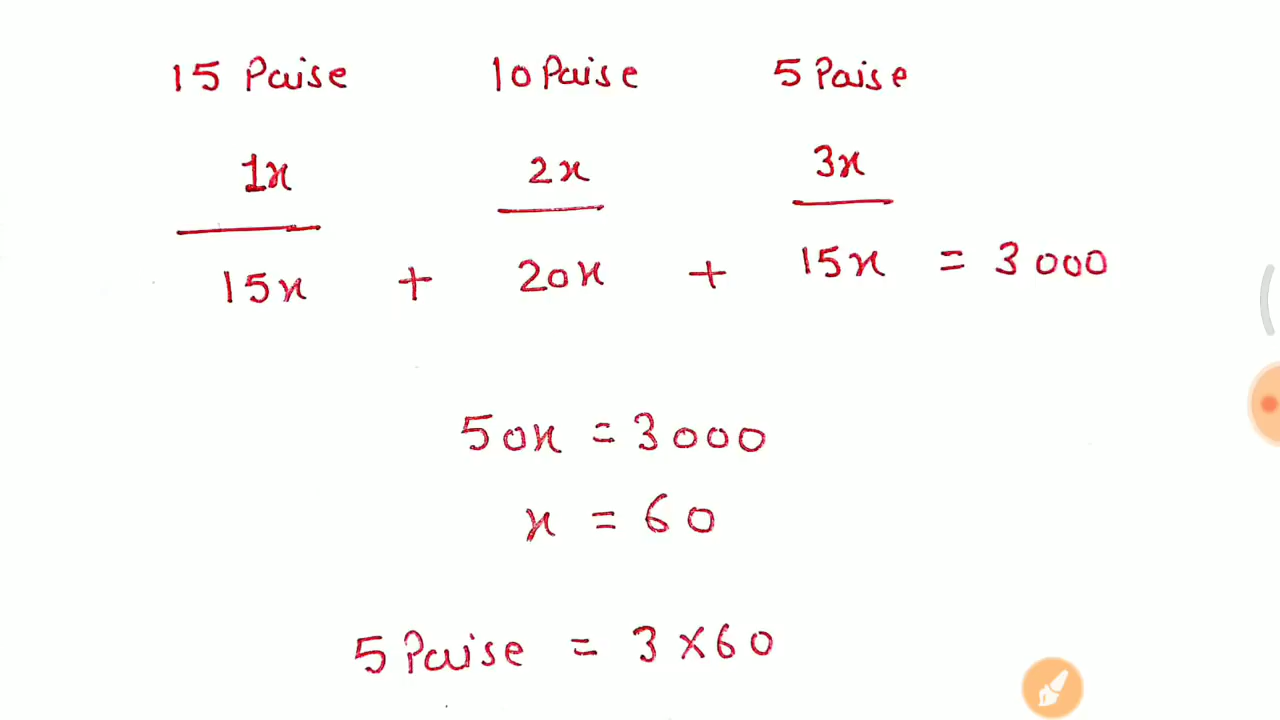 15 Paise 10 Paise 5 Paise
1x 2x 3x
15x + 20x + 15x = 3000
50x = 3000
x = 60
5 Paise = 3 × 60